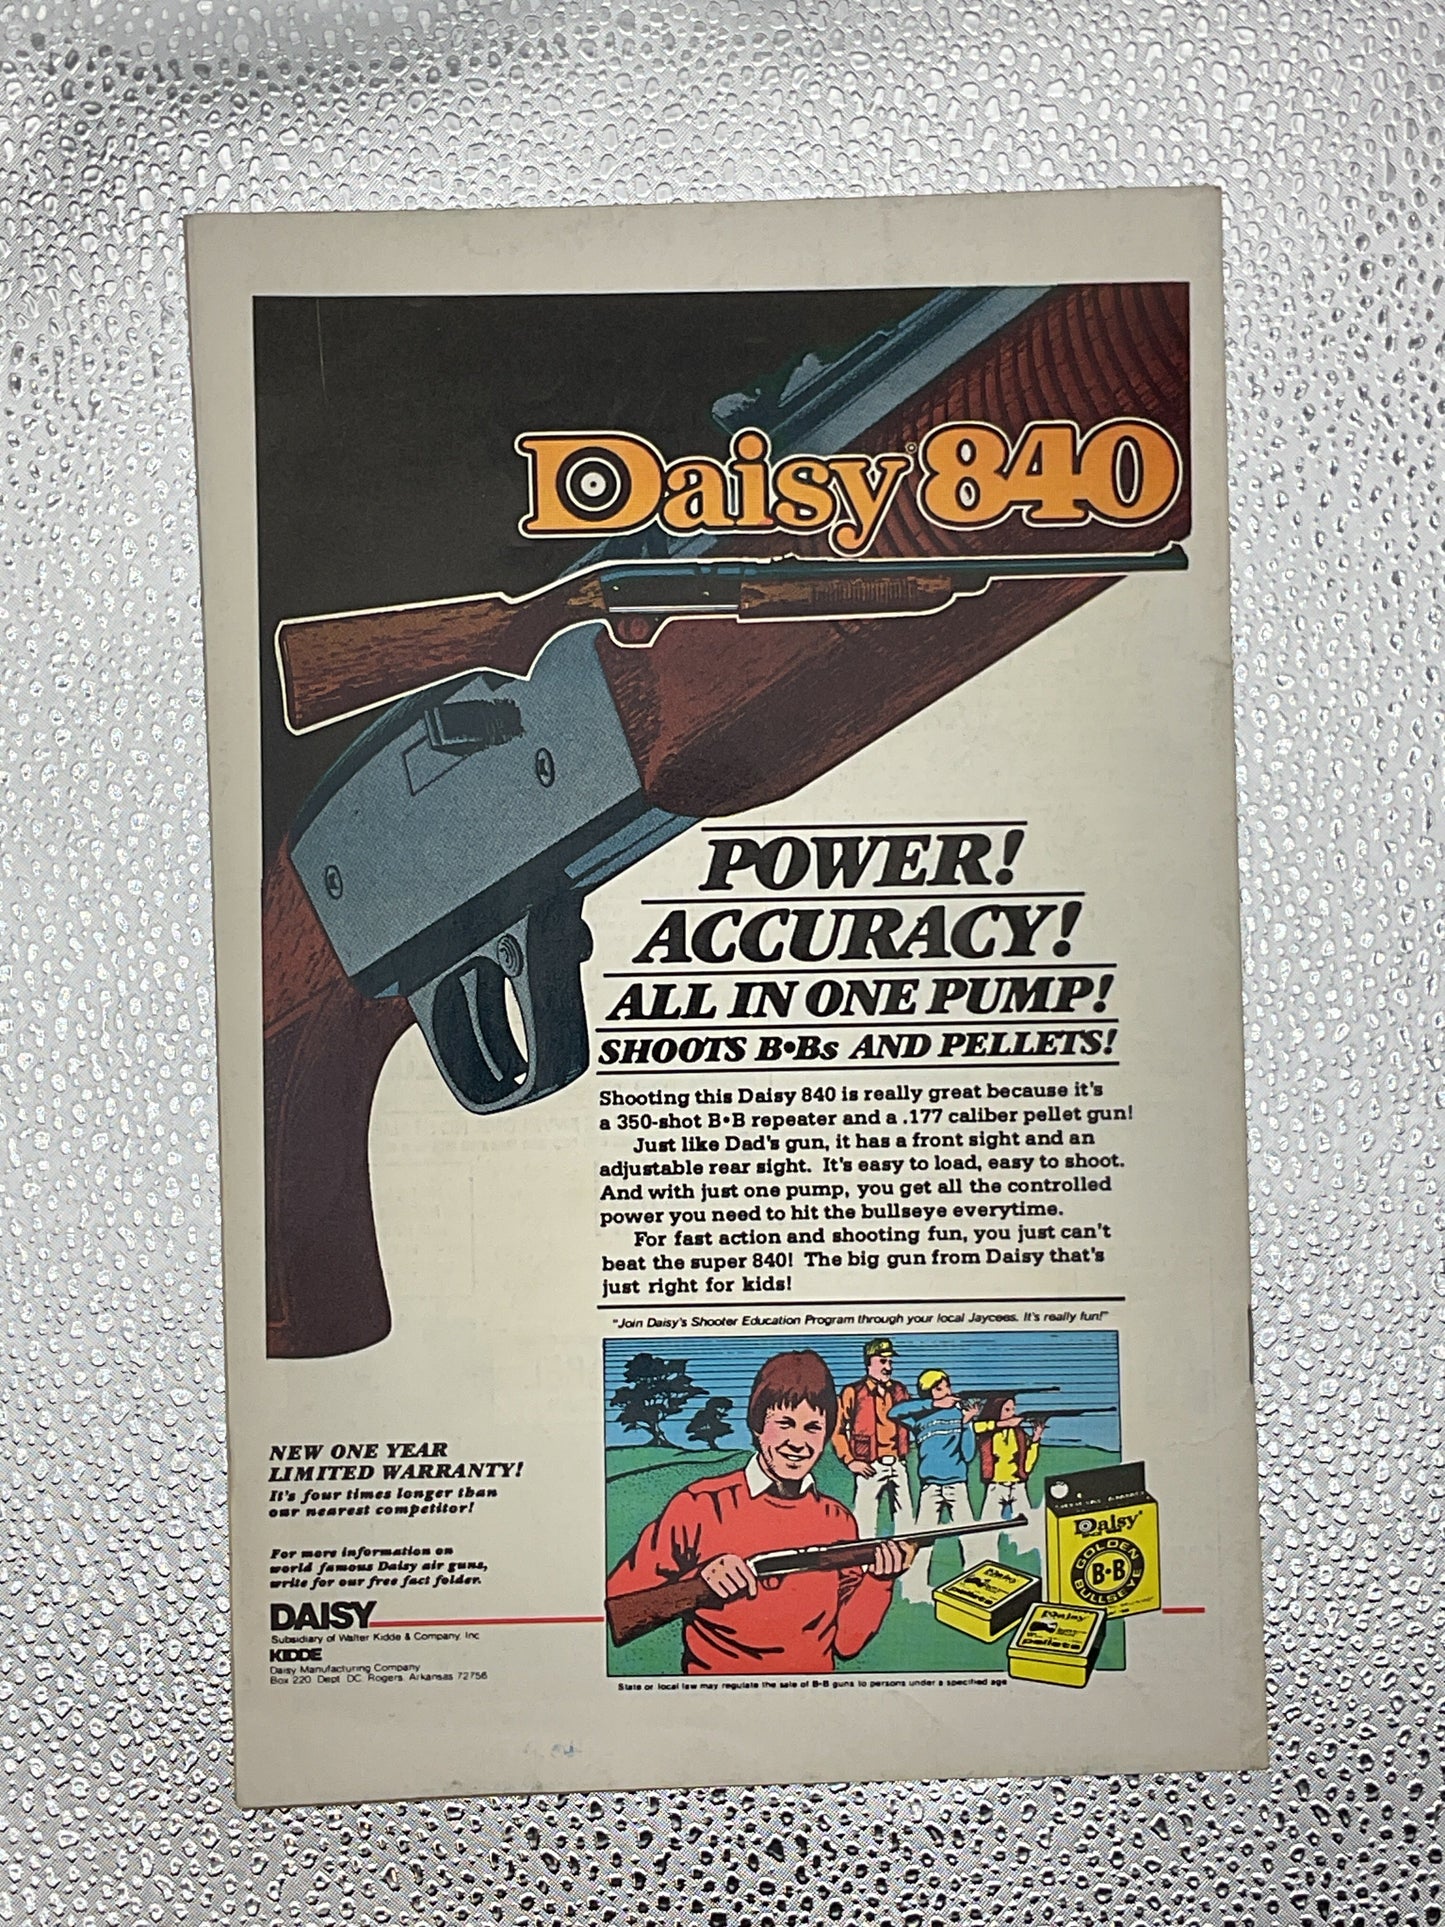 Daisy® 840
POWER!
ACCURACY!
ALL IN ONE PUMP!
SHOOTS B•Bs AND PELLETS!
Shooting this Daisy 840 is really great because it's
a 350-shot B•B repeater and a .177 caliber pellet gun!
Just like Dad's gun, it has a front sight and an
adjustable rear sight. It's easy to load, easy to shoot.
And with just one pump, you get all the controlled
power you need to hit the bullseye everytime.
For fast action and shooting fun, you just can't
beat the super 840! The big gun from Daisy that's
just right for kids!
"Join Daisy's Shooter Education Program through your local Jaycees. It's really fun!"
NEW ONE YEAR
LIMITED WARRANTY!
It's four times longer than
our nearest competitor!
For more information on
world famous Daisy air guns,
write for our free fact folder.
DAISY
Subsidiary of Walter Kidde & Company, Inc
KIDDE
Daisy Manufacturing Company
Box 220 Dept DC, Rogers, Arkansas 72756
Daisy®
GOLDEN
B•B
BULLSEYE
Daisy
pellets
Daisy
pellets
State or local law may regulate the sale of B-B guns to persons under a specified age